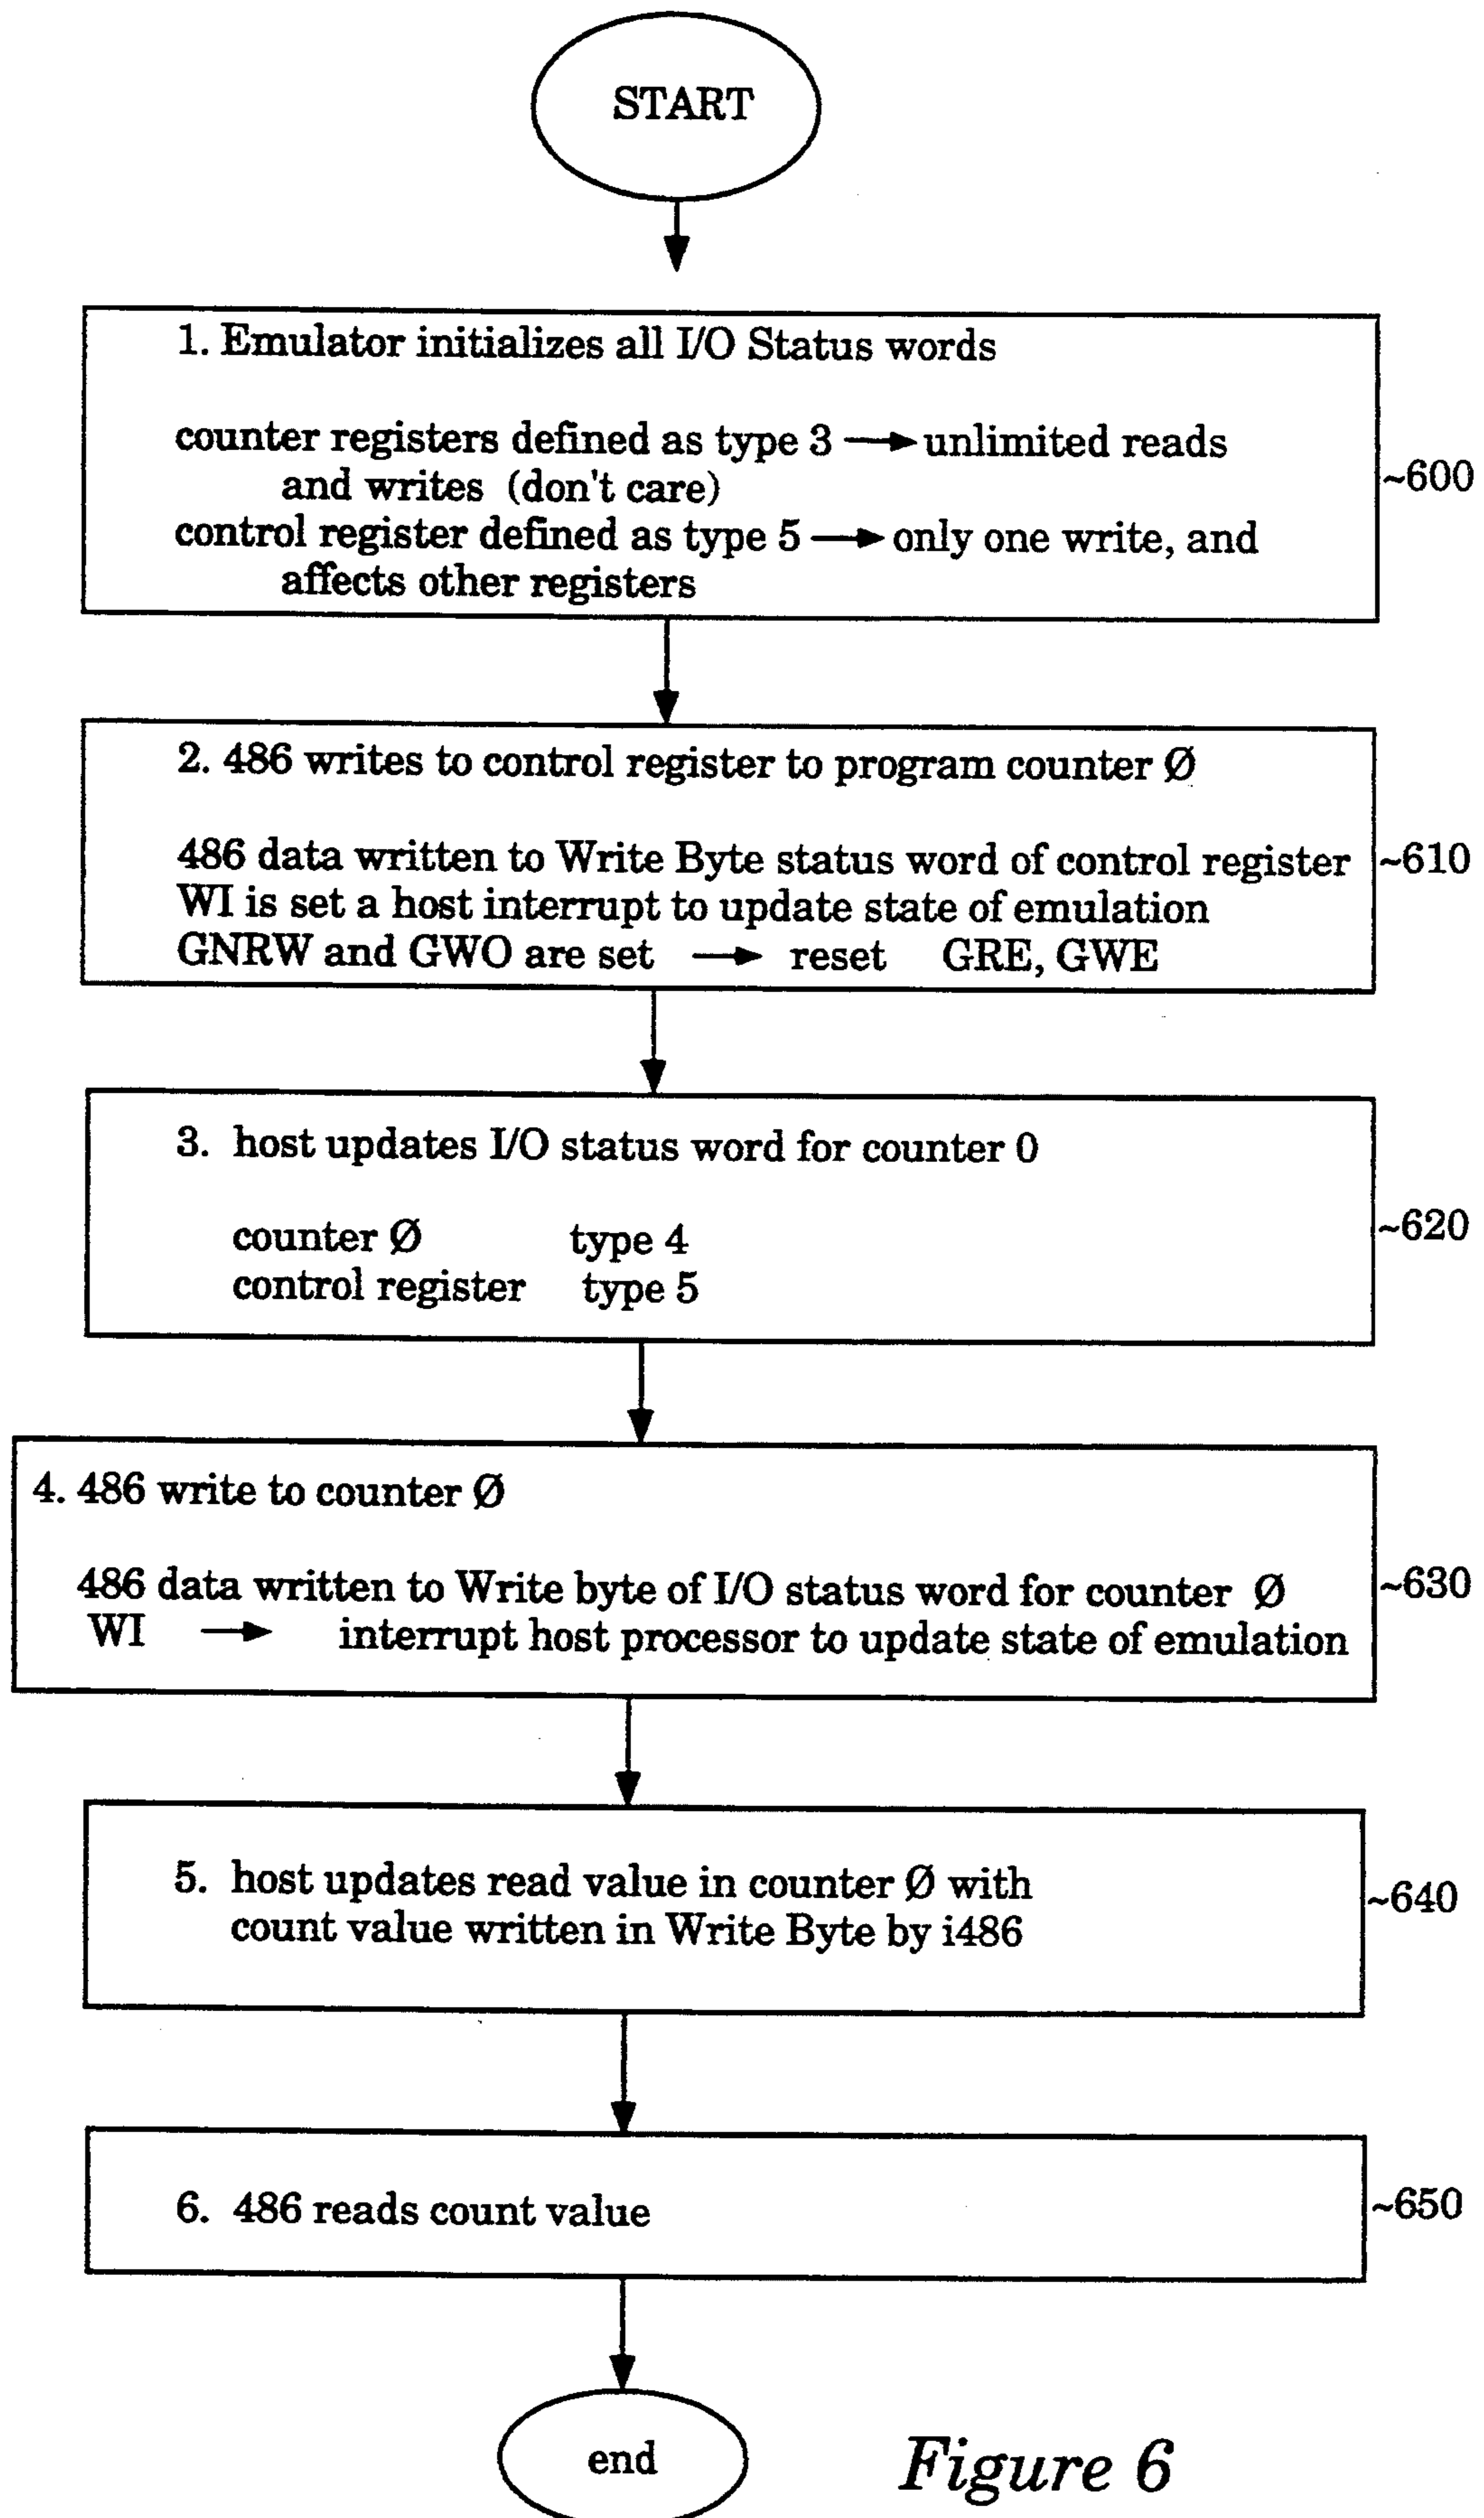 START
1. Emulator initializes all I/O Status words
counter registers defined as type 3 → unlimited reads
and writes (don't care)
control register defined as type 5 → only one write, and
affects other registers
~600
2. 486 writes to control register to program counter Ø
486 data written to Write Byte status word of control register
WI is set a host interrupt to update state of emulation
GNRW and GWO are set → reset GRE, GWE
~610
3. host updates I/O status word for counter 0
counter Ø type 4
control register type 5
~620
4. 486 write to counter Ø
486 data written to Write byte of I/O status word for counter Ø
WI → interrupt host processor to update state of emulation
~630
5. host updates read value in counter Ø with
count value written in Write Byte by i486
~640
6. 486 reads count value
~650
end
Figure 6